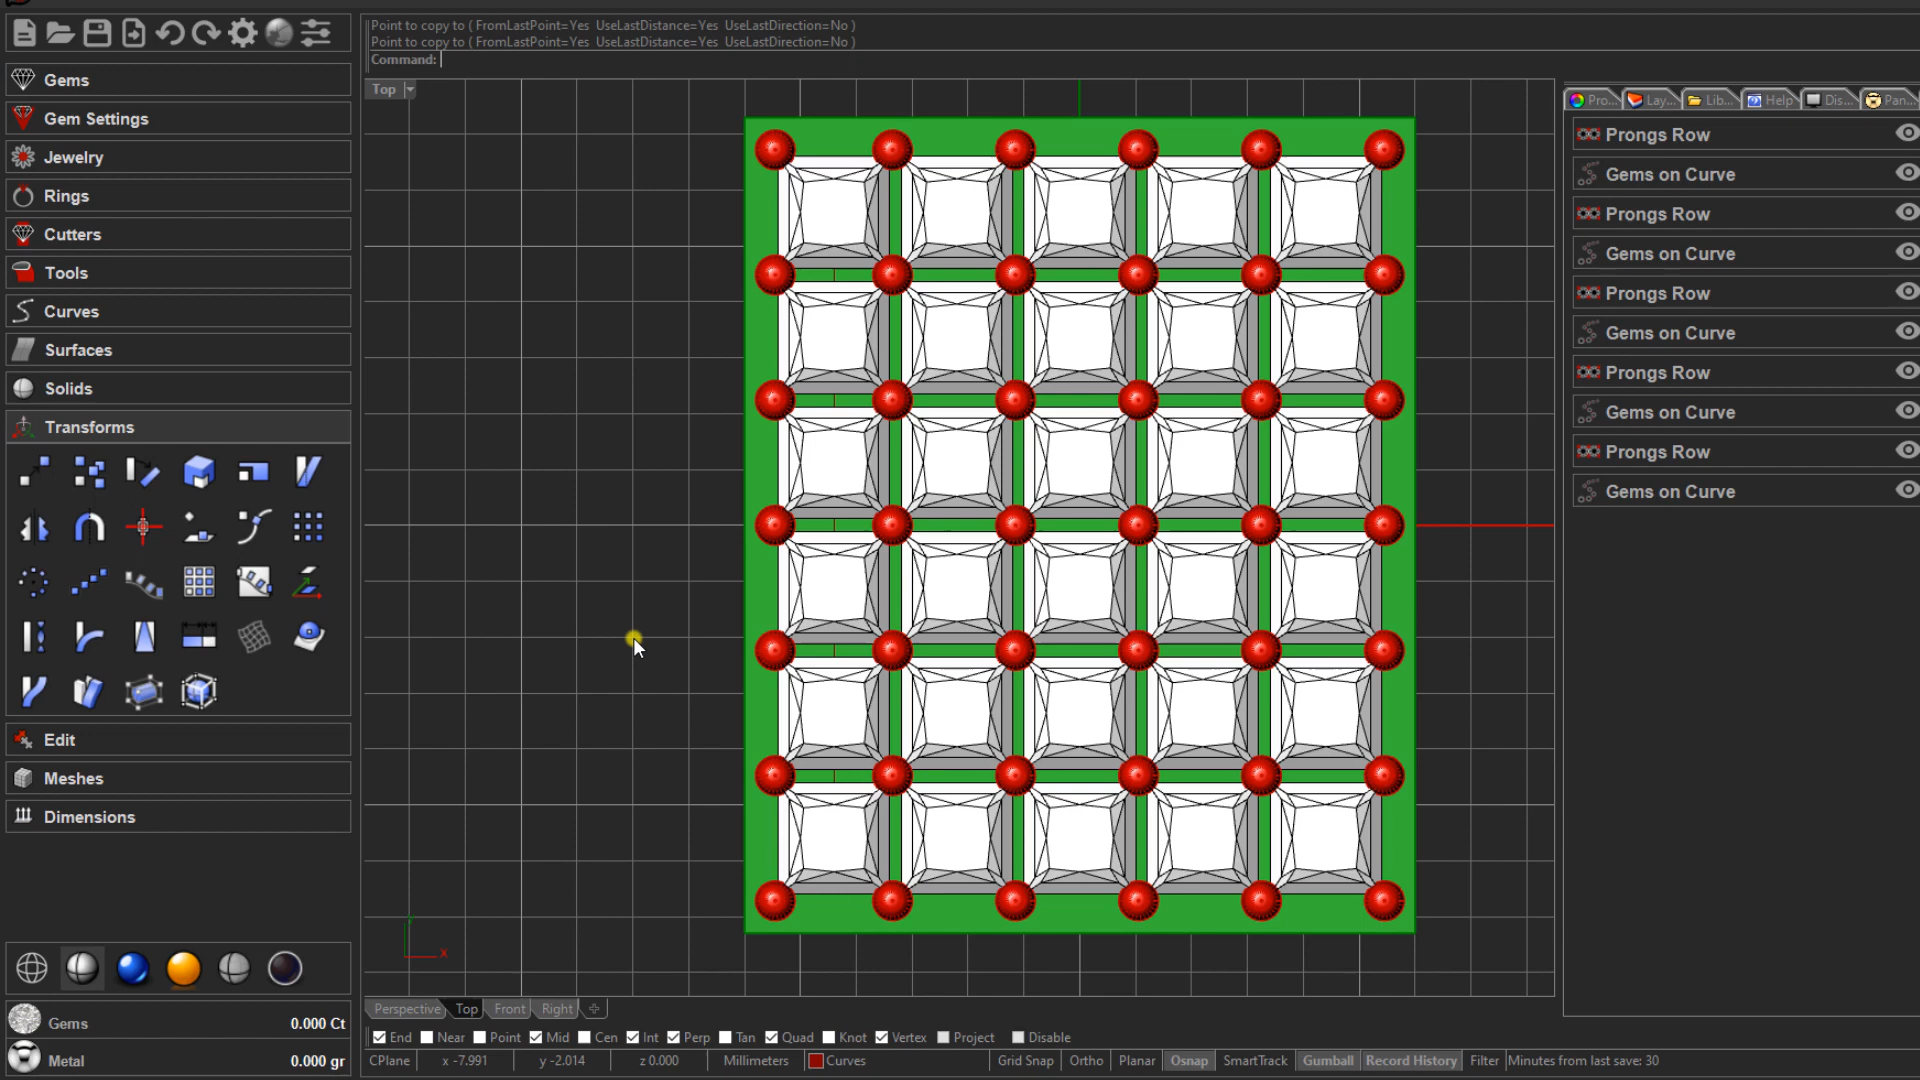 Point to copy to ( FromLastPoint=Yes  UseLastDistance=Yes  UseLastDirection=No )
Point to copy to ( FromLastPoint=Yes  UseLastDistance=Yes  UseLastDirection=No )
Command:
Gems
Gem Settings
Jewelry
Rings
Cutters
Tools
Curves
Surfaces
Solids
Transforms
Edit
Meshes
Dimensions
Gems 0.000 Ct
Metal 0.000 gr
Top
x
Pro... Lay... Lib... Help Dis... Pan...
Prongs Row
Gems on Curve
Prongs Row
Gems on Curve
Prongs Row
Gems on Curve
Prongs Row
Gems on Curve
Prongs Row
Gems on Curve
Perspective Top Front Right
End Near Point Mid Cen Int Perp Tan Quad Knot Vertex Project Disable
CPlane x -7.991 y -2.014 z 0.000 Millimeters Curves Grid Snap Ortho Planar Osnap SmartTrack Gumball Record History Filter Minutes from last save: 30